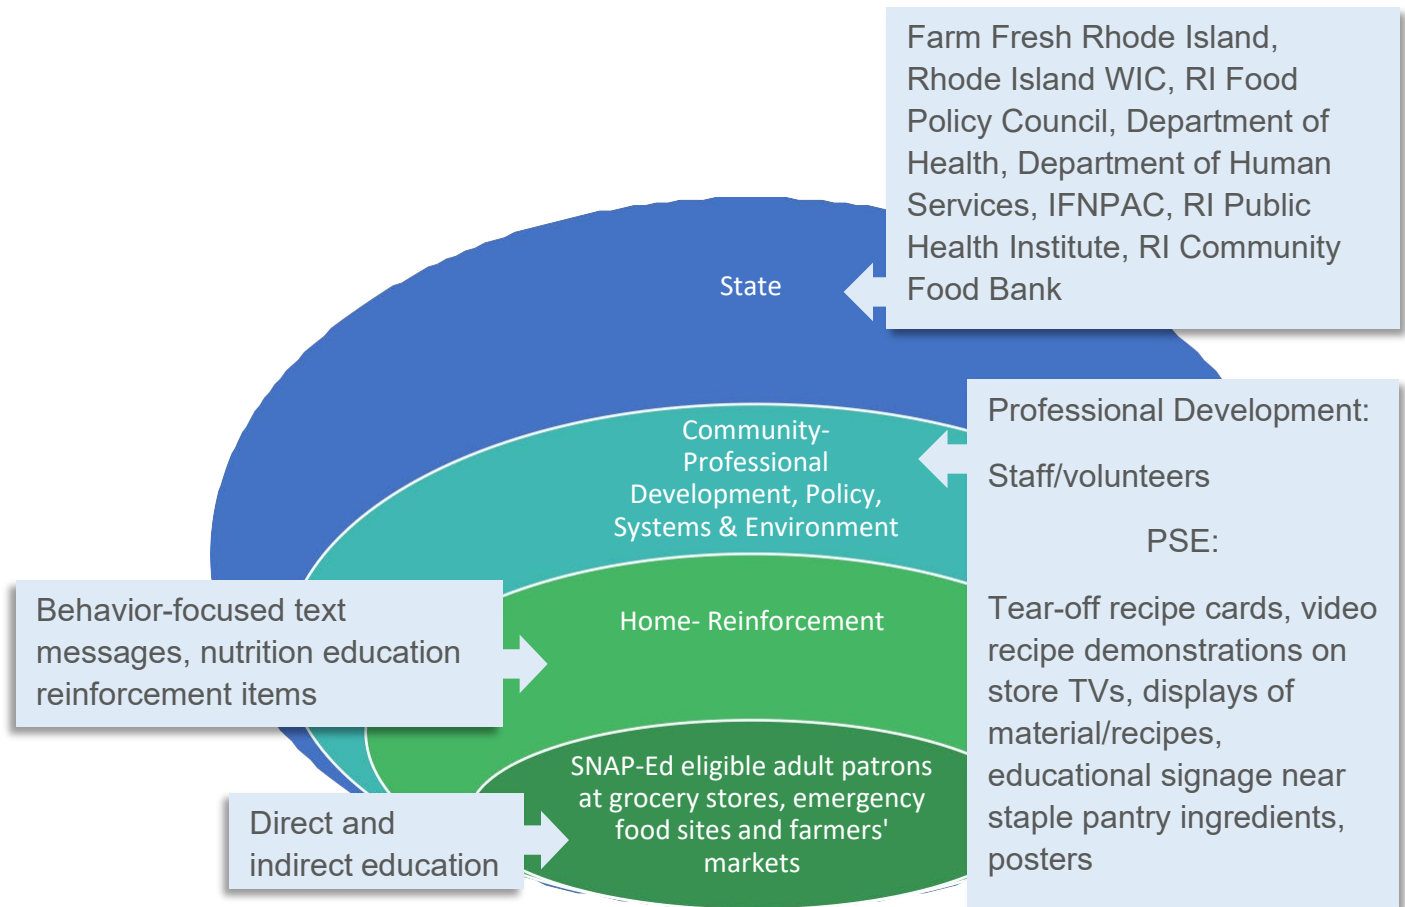 Farm Fresh Rhode Island,
Rhode Island WIC, RI Food
Policy Council, Department of
Health, Department of Human
Services, IFNPAC, RI Public
Health Institute, RI Community
Food Bank
State
Community-
Professional
Development, Policy,
Systems & Environment
Professional Development:
Staff/volunteers
PSE:
Tear-off recipe cards, video
recipe demonstrations on
store TVs, displays of
material/recipes,
educational signage near
staple pantry ingredients,
posters
Behavior-focused text
messages, nutrition education
reinforcement items
Home- Reinforcement
SNAP-Ed eligible adult patrons
at grocery stores, emergency
food sites and farmers'
markets
Direct and
indirect education